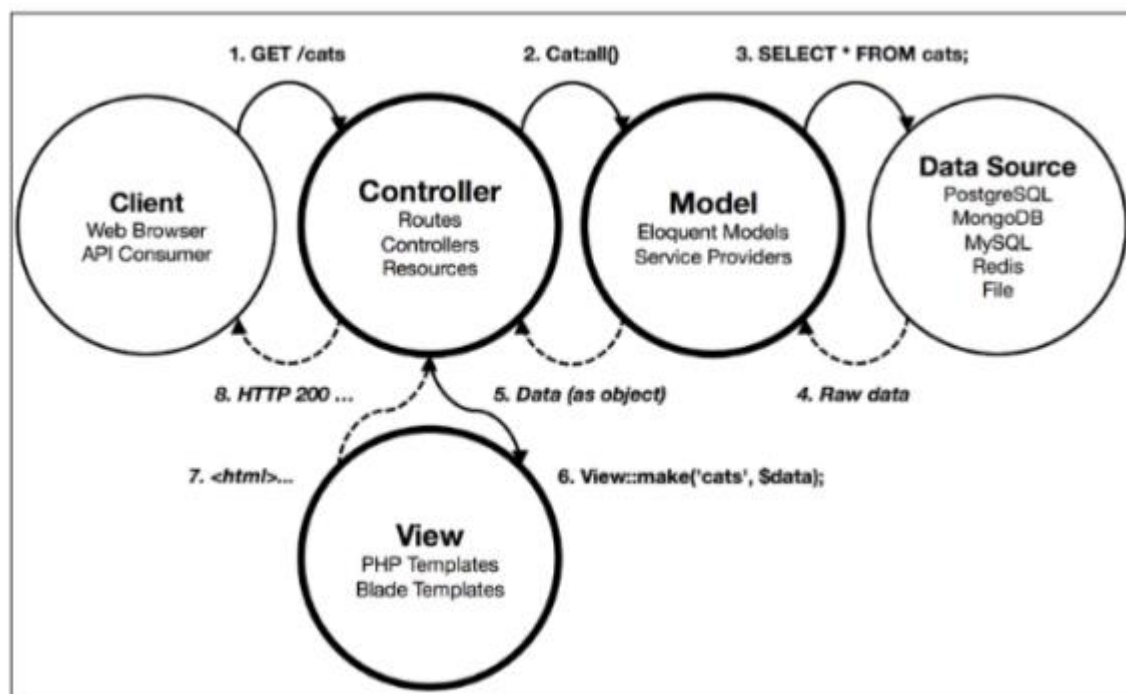 1. GET /cats
2. Cat:all()
3. SELECT * FROM cats;
Client
Web Browser
API Consumer
Controller
Routes
Controllers
Resources
Model
Eloquent Models
Service Providers
Data Source
PostgreSQL
MongoDB
MySQL
Redis
File
8. HTTP 200 ...
5. Data (as object)
4. Raw data
7. <html>...
6. View::make('cats', $data);
View
PHP Templates
Blade Templates